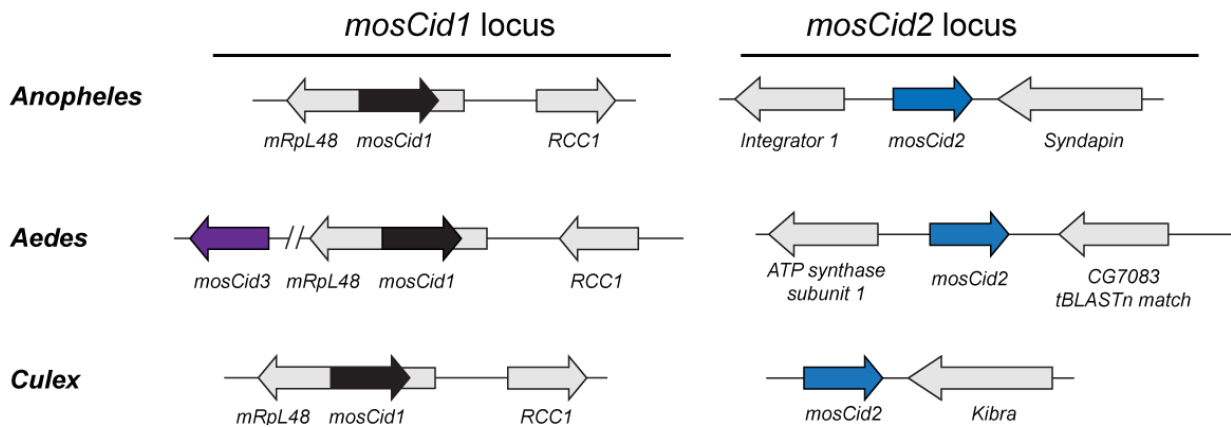 mosCid1 locus
mosCid2 locus
Anopheles
mRpL48
mosCid1
RCC1
Integrator 1
mosCid2
Syndapin
Aedes
mosCid3
mRpL48
mosCid1
RCC1
ATP synthase
subunit 1
mosCid2
CG7083
tBLASTn match
Culex
mRpL48
mosCid1
RCC1
mosCid2
Kibra